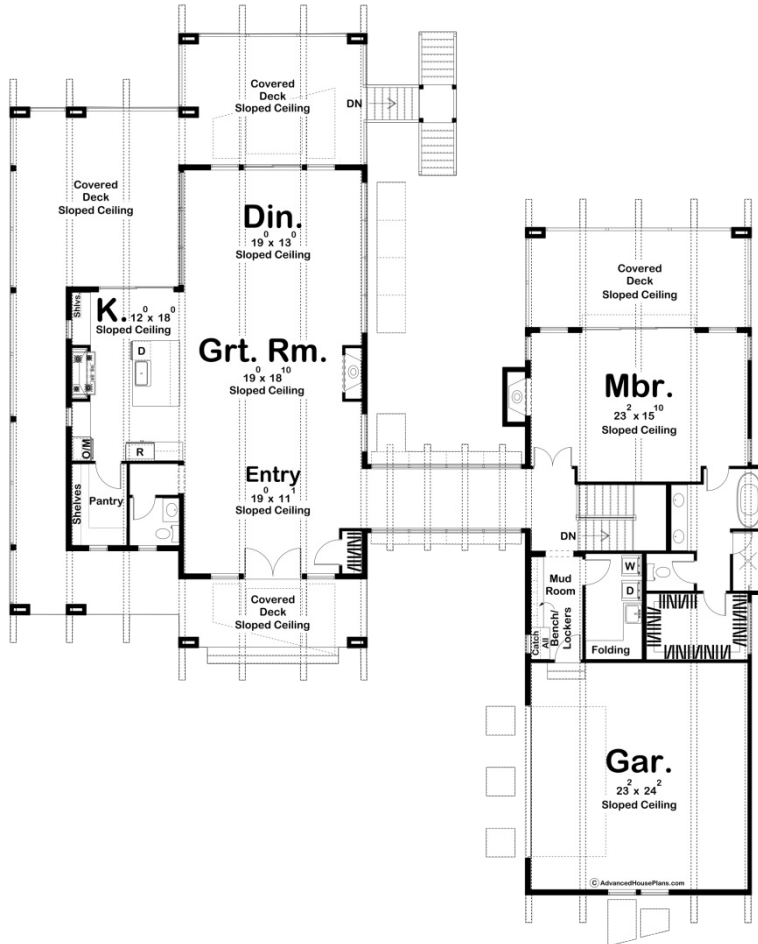 Covered
Deck
Sloped Ceiling
DN
Covered
Deck
Sloped Ceiling
Din.
19⁰ x 13⁰
Sloped Ceiling
Shlvs.
K. 12⁰ x 18⁰
Sloped Ceiling
D
Grt. Rm.
19⁰ x 18¹⁰
Sloped Ceiling
O/M
R
Entry
19⁰ x 11¹
Sloped Ceiling
Shelves
Pantry
Covered
Deck
Sloped Ceiling
Covered
Deck
Sloped Ceiling
Mbr.
23² x 15¹⁰
Sloped Ceiling
DN
Mud
Room
W
D
Bench/
Lockers
Catch
All
Folding
Gar.
23² x 24²
Sloped Ceiling
© AdvancedHousePlans.com